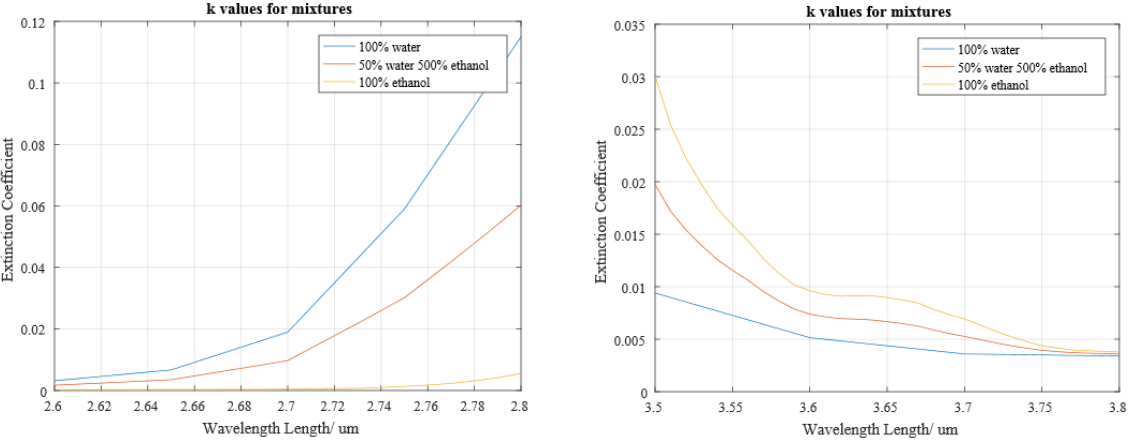 k values for mixtures
0.12
0.1
0.08
0.06
0.04
0.02
0
Extinction Coefficient
100% water
50% water 500% ethanol
100% ethanol
2.6 2.62 2.64 2.66 2.68 2.7 2.72 2.74 2.76 2.78 2.8
Wavelength Length/ um
k values for mixtures
0.035
0.03
0.025
0.02
0.015
0.01
0.005
0
Extinction Coefficient
100% water
50% water 500% ethanol
100% ethanol
3.5 3.55 3.6 3.65 3.7 3.75 3.8
Wavelength Length/ um